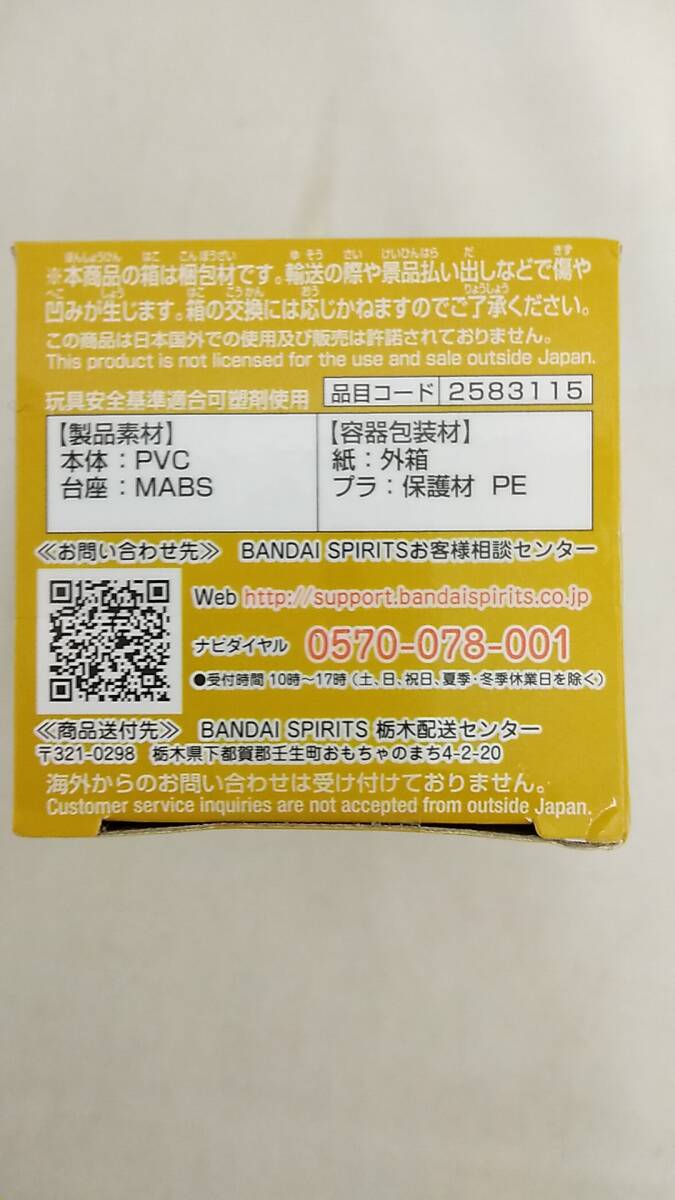 ※本商品の箱は梱包材です。輸送の際や景品払い出しなどで傷や
凹みが生じます。箱の交換には応じかねますのでご了承ください。
この商品は日本国外での使用及び販売は許諾されておりません。
This product is not licensed for the use and sale outside Japan.
玩具安全基準適合可塑剤使用 品目コード 2583115
【製品素材】
本体：PVC
台座：MABS
【容器包装材】
紙：外箱
プラ：保護材 PE
≪お問い合わせ先≫ BANDAI SPIRITSお客様相談センター
Web http://support.bandaispirits.co.jp
ナビダイヤル 0570-078-001
●受付時間 10時～17時（土、日、祝日、夏季・冬季休業日を除く）
≪商品送付先≫ BANDAI SPIRITS 栃木配送センター
〒321-0298 栃木県下都賀郡壬生町おもちゃのまち4-2-20
海外からのお問い合わせは受け付けておりません。
Customer service inquiries are not accepted from outside Japan.